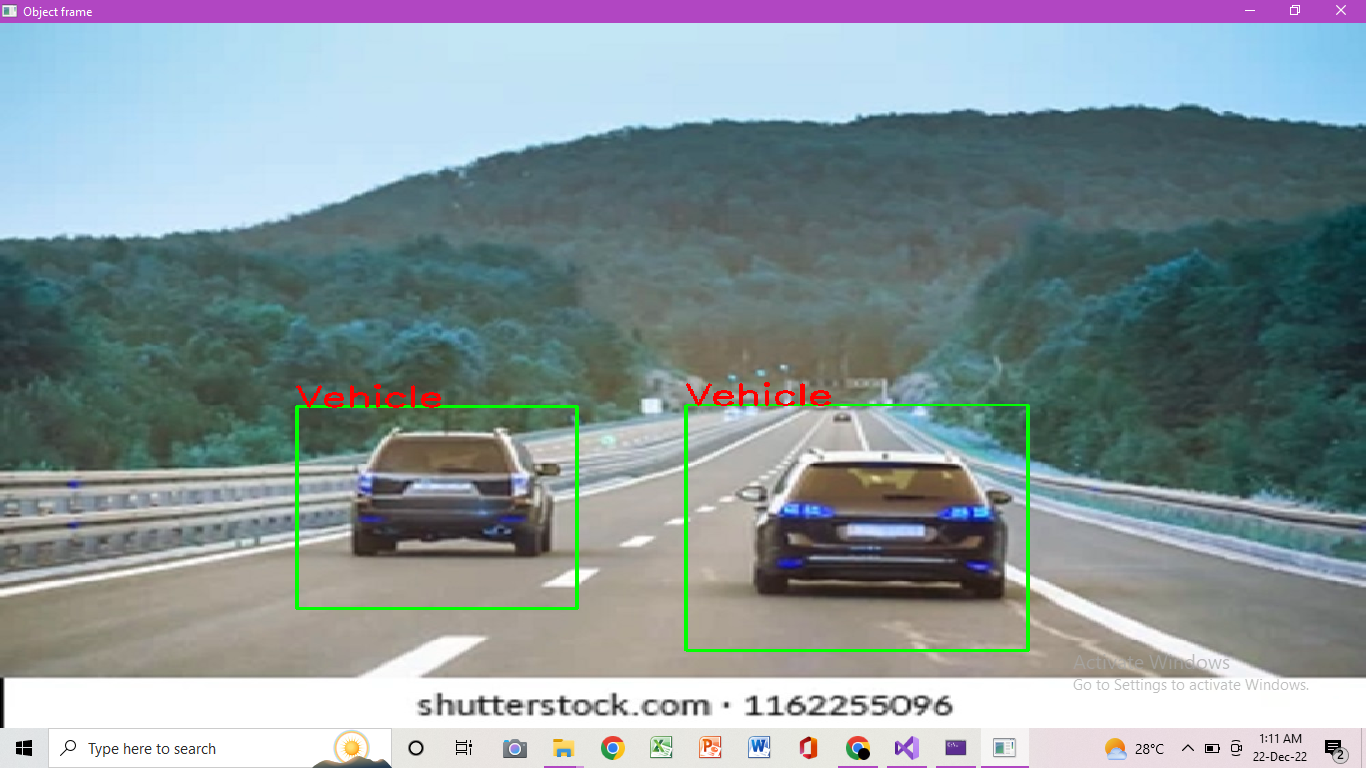 Object frame
Vehicle
Vehicle
Activate Windows
Go to Settings to activate Windows.
shutterstock.com · 1162255096
Type here to search
28°C
1:11 AM
22-Dec-22
2